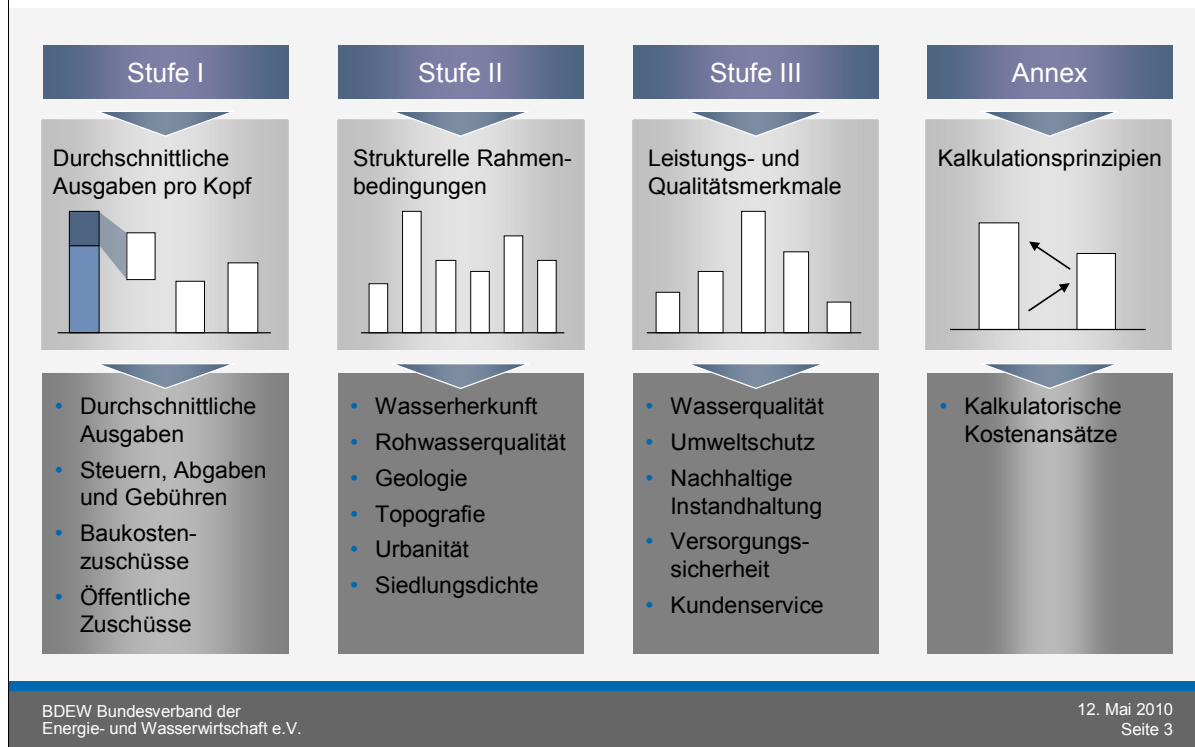 Stufe I
Durchschnittliche
Ausgaben pro Kopf
• Durchschnittliche
Ausgaben
• Steuern, Abgaben
und Gebühren
• Baukosten-
zuschüsse
• Öffentliche
Zuschüsse
Stufe II
Strukturelle Rahmen-
bedingungen
• Wasserherkunft
• Rohwasserqualität
• Geologie
• Topografie
• Urbanität
• Siedlungsdichte
Stufe III
Leistungs- und
Qualitätsmerkmale
• Wasserqualität
• Umweltschutz
• Nachhaltige
Instandhaltung
• Versorgungs-
sicherheit
• Kundenservice
Annex
Kalkulationsprinzipien
• Kalkulatorische
Kostenansätze
BDEW Bundesverband der
Energie- und Wasserwirtschaft e.V.
12. Mai 2010
Seite 3